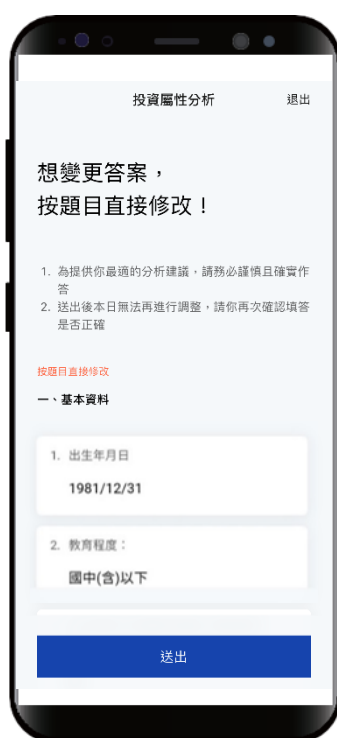 投資屬性分析 退出
想變更答案，
按題目直接修改！
1. 為提供你最適的分析建議，請務必謹慎且確實作
答
2. 送出後本日無法再進行調整，請你再次確認填答
是否正確
按題目直接修改
一、基本資料
1. 出生年月日
1981/12/31
2. 教育程度：
國中(含)以下
送出